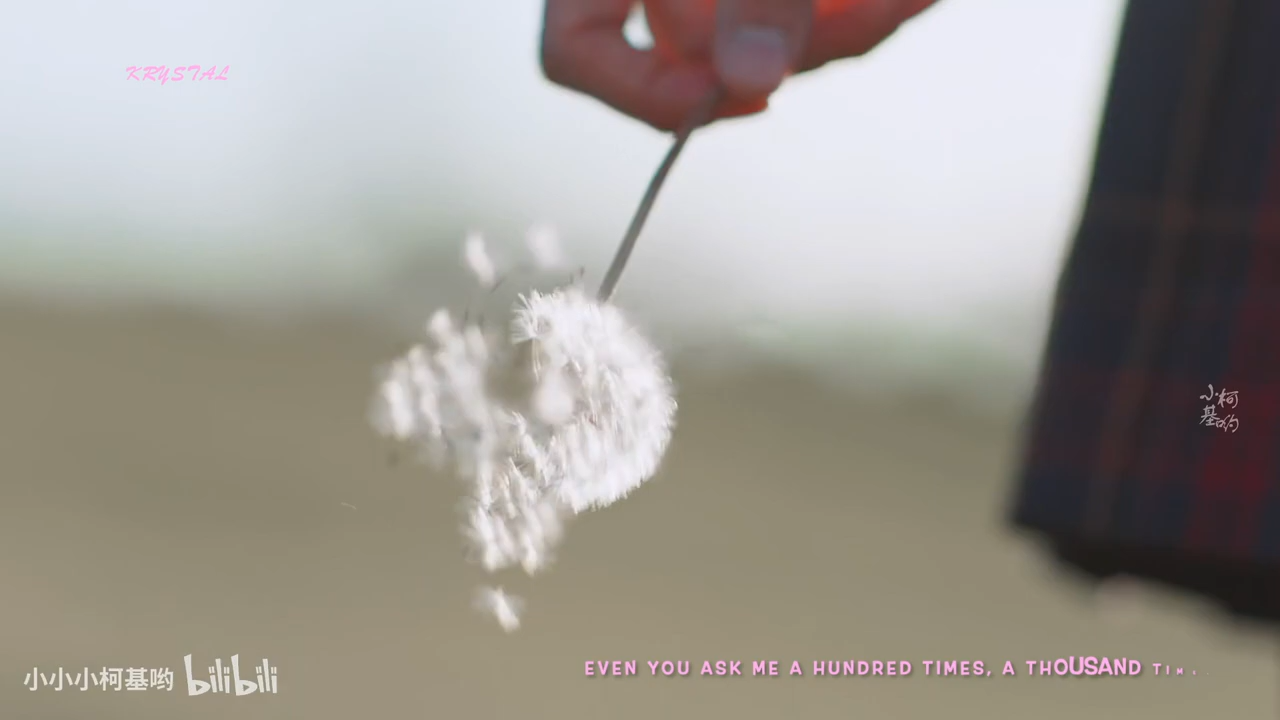 KRYSTAL
小柯
基哟
小小小柯基哟 bilibili
EVEN YOU ASK ME A HUNDRED TIMES, A THOUSAND